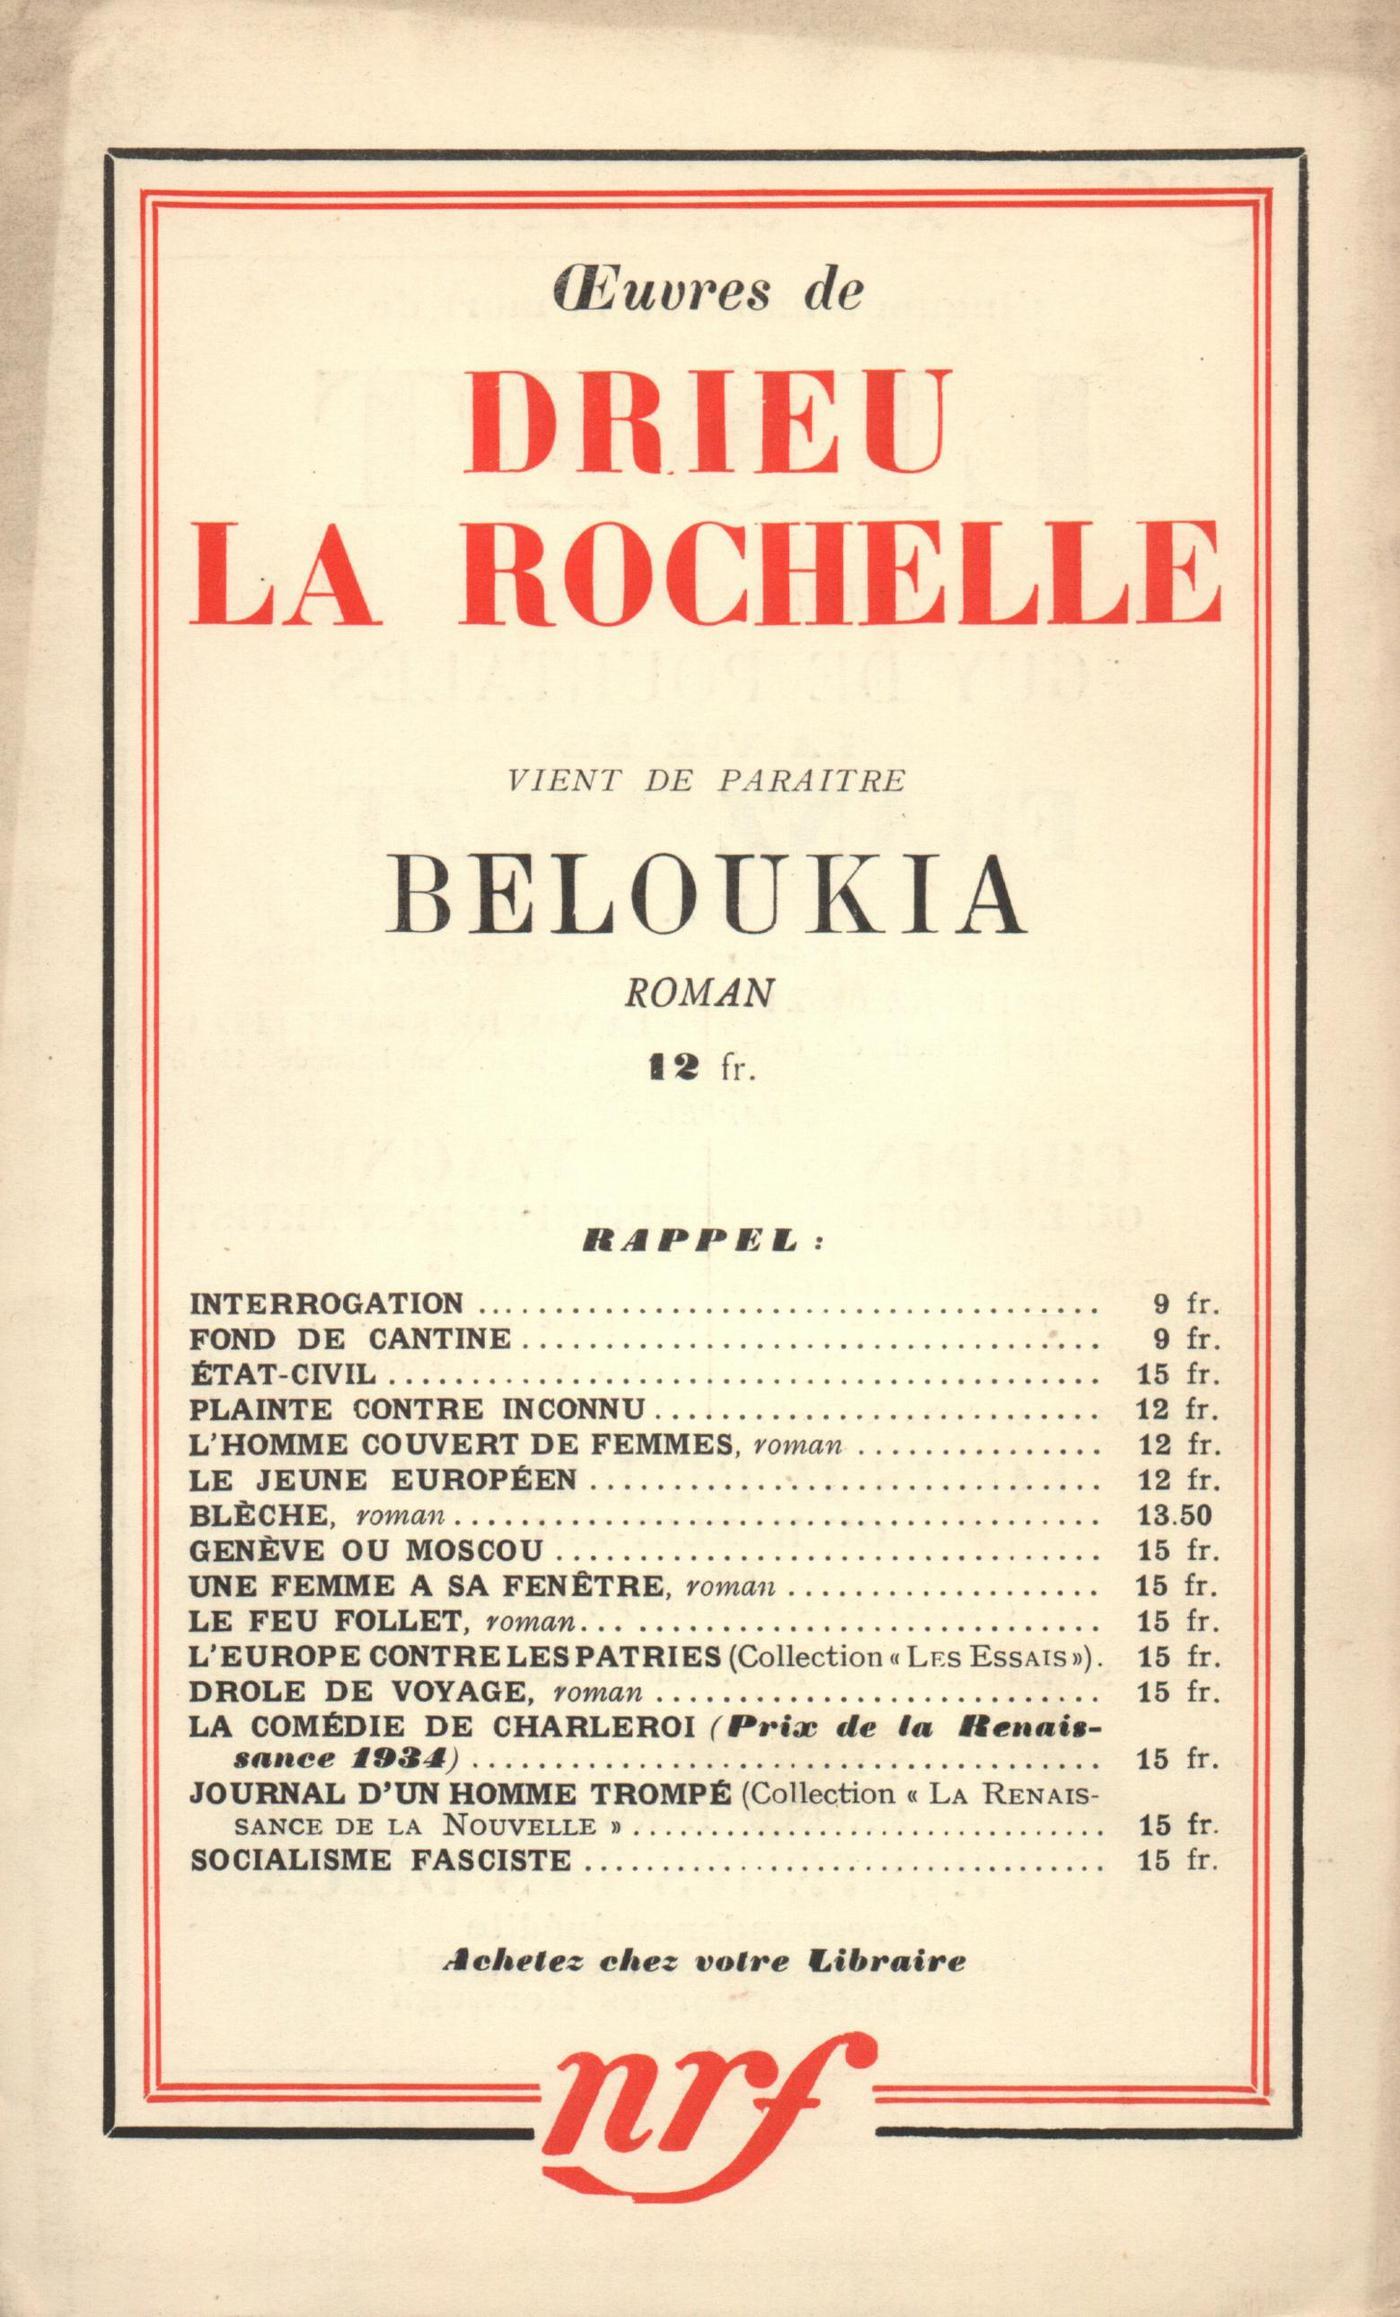 Œuvres de
DRIEU
LA ROCHELLE
VIENT DE PARAITRE
BELOUKIA
ROMAN
12 fr.
RAPPEL :
INTERROGATION ........................................ 9 fr.
FOND DE CANTINE ..................................... 9 fr.
ÉTAT-CIVIL ............................................. 15 fr.
PLAINTE CONTRE INCONNU ............................ 12 fr.
L'HOMME COUVERT DE FEMMES, roman ................ 12 fr.
LE JEUNE EUROPÉEN ................................. 12 fr.
BLÈCHE, roman ......................................... 13.50
GENÈVE OU MOSCOU ................................... 15 fr.
UNE FEMME A SA FENÊTRE, roman .................... 15 fr.
LE FEU FOLLET, roman... ............................. 15 fr.
L'EUROPE CONTRE LES PATRIES (Collection « LES ESSAIS »). 15 fr.
DROLE DE VOYAGE, roman ............................ 15 fr.
LA COMÉDIE DE CHARLEROI (Prix de la Renais-
sance 1934) ........................................ 15 fr.
JOURNAL D'UN HOMME TROMPÉ (Collection « LA RENAIS-
SANCE DE LA NOUVELLE » .............................. 15 fr.
SOCIALISME FASCISTE ................................. 15 fr.
Achetez chez votre Libraire
nrf